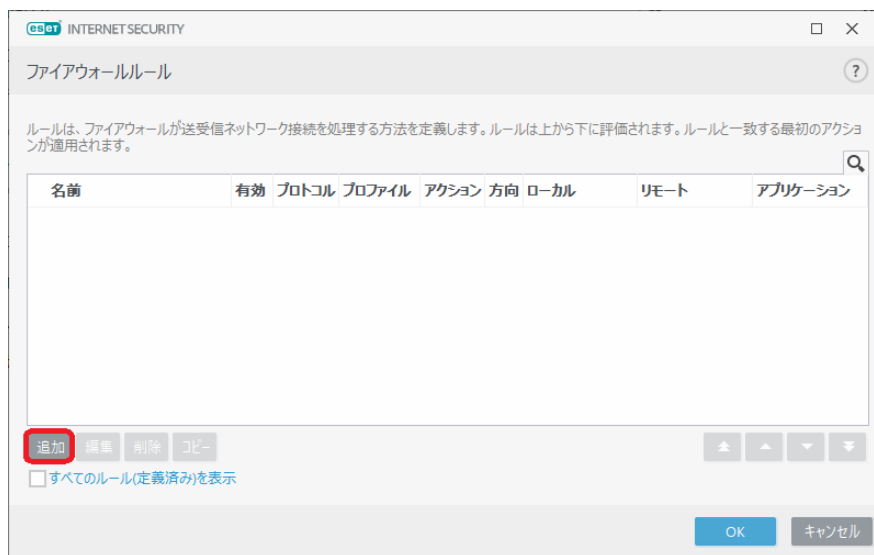 eset INTERNET SECURITY
ファイアウォールルール
?
ルールは、ファイアウォールが送受信ネットワーク接続を処理する方法を定義します。ルールは上から下に評価されます。ルールと一致する最初のアクショ
ンが適用されます。
名前 有効 プロトコル プロファイル アクション 方向 ローカル リモート アプリケーション
追加 編集 削除 コピー
すべてのルール(定義済み)を表示
OK キャンセル